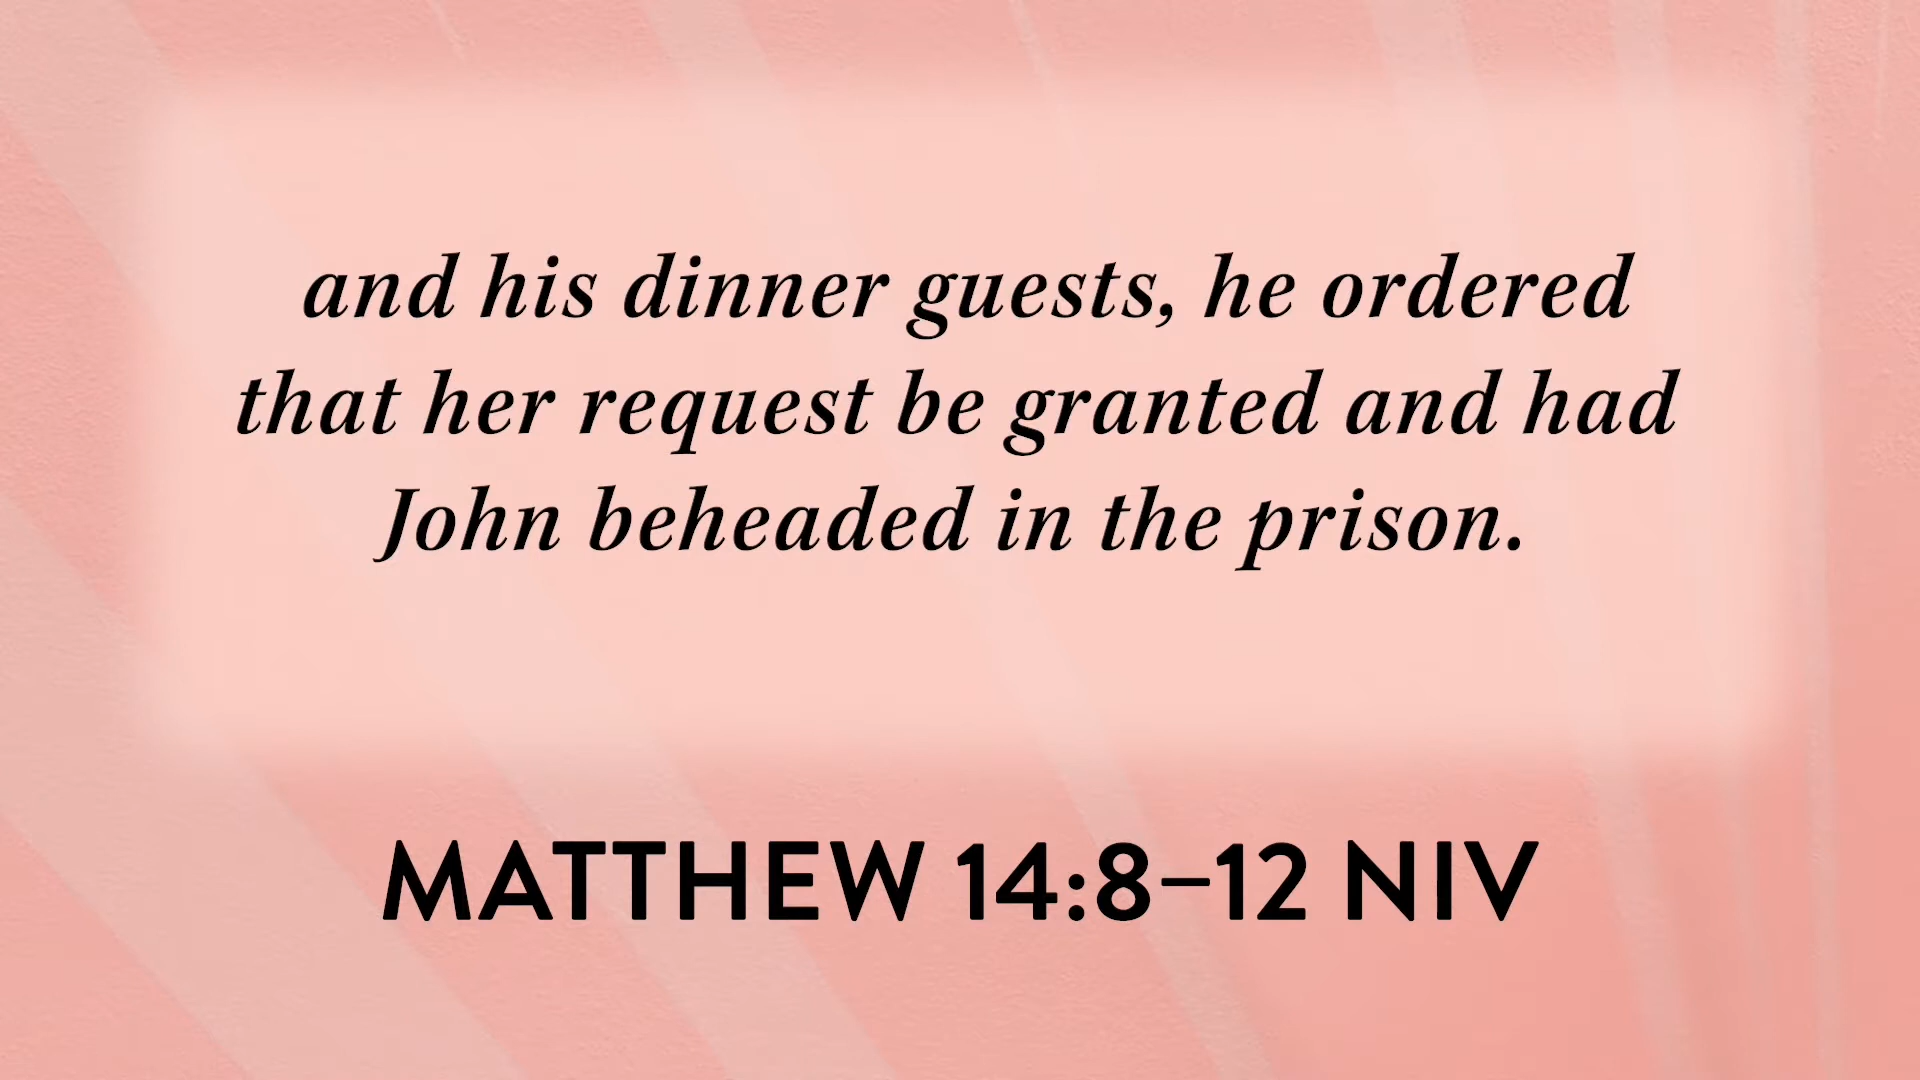 and his dinner guests, he ordered
that her request be granted and had
John beheaded in the prison.
MATTHEW 14:8–12 NIV